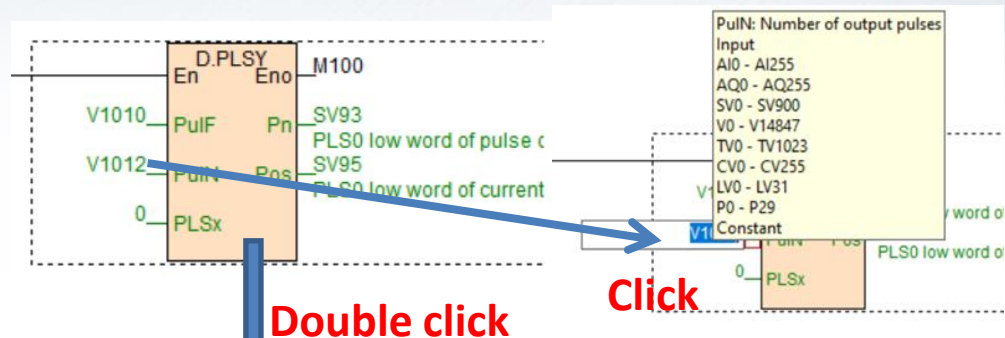 D.PLSY
En Eno M100
V1010 PulF Pn SV93
PLS0 low word of pulse
V1012 PulN Pos SV95
PLS0 low word of current
0 PLSx
Double click
PulN: Number of output pulses
Input
AI0 - AI255
AQ0 - AQ255
SV0 - SV900
V0 - V14847
TV0 - TV1023
CV0 - CV255
LV0 - LV31
P0 - P29
Constant
word of
PulN Pos
PLS0 low word of
0 PLSx
Click